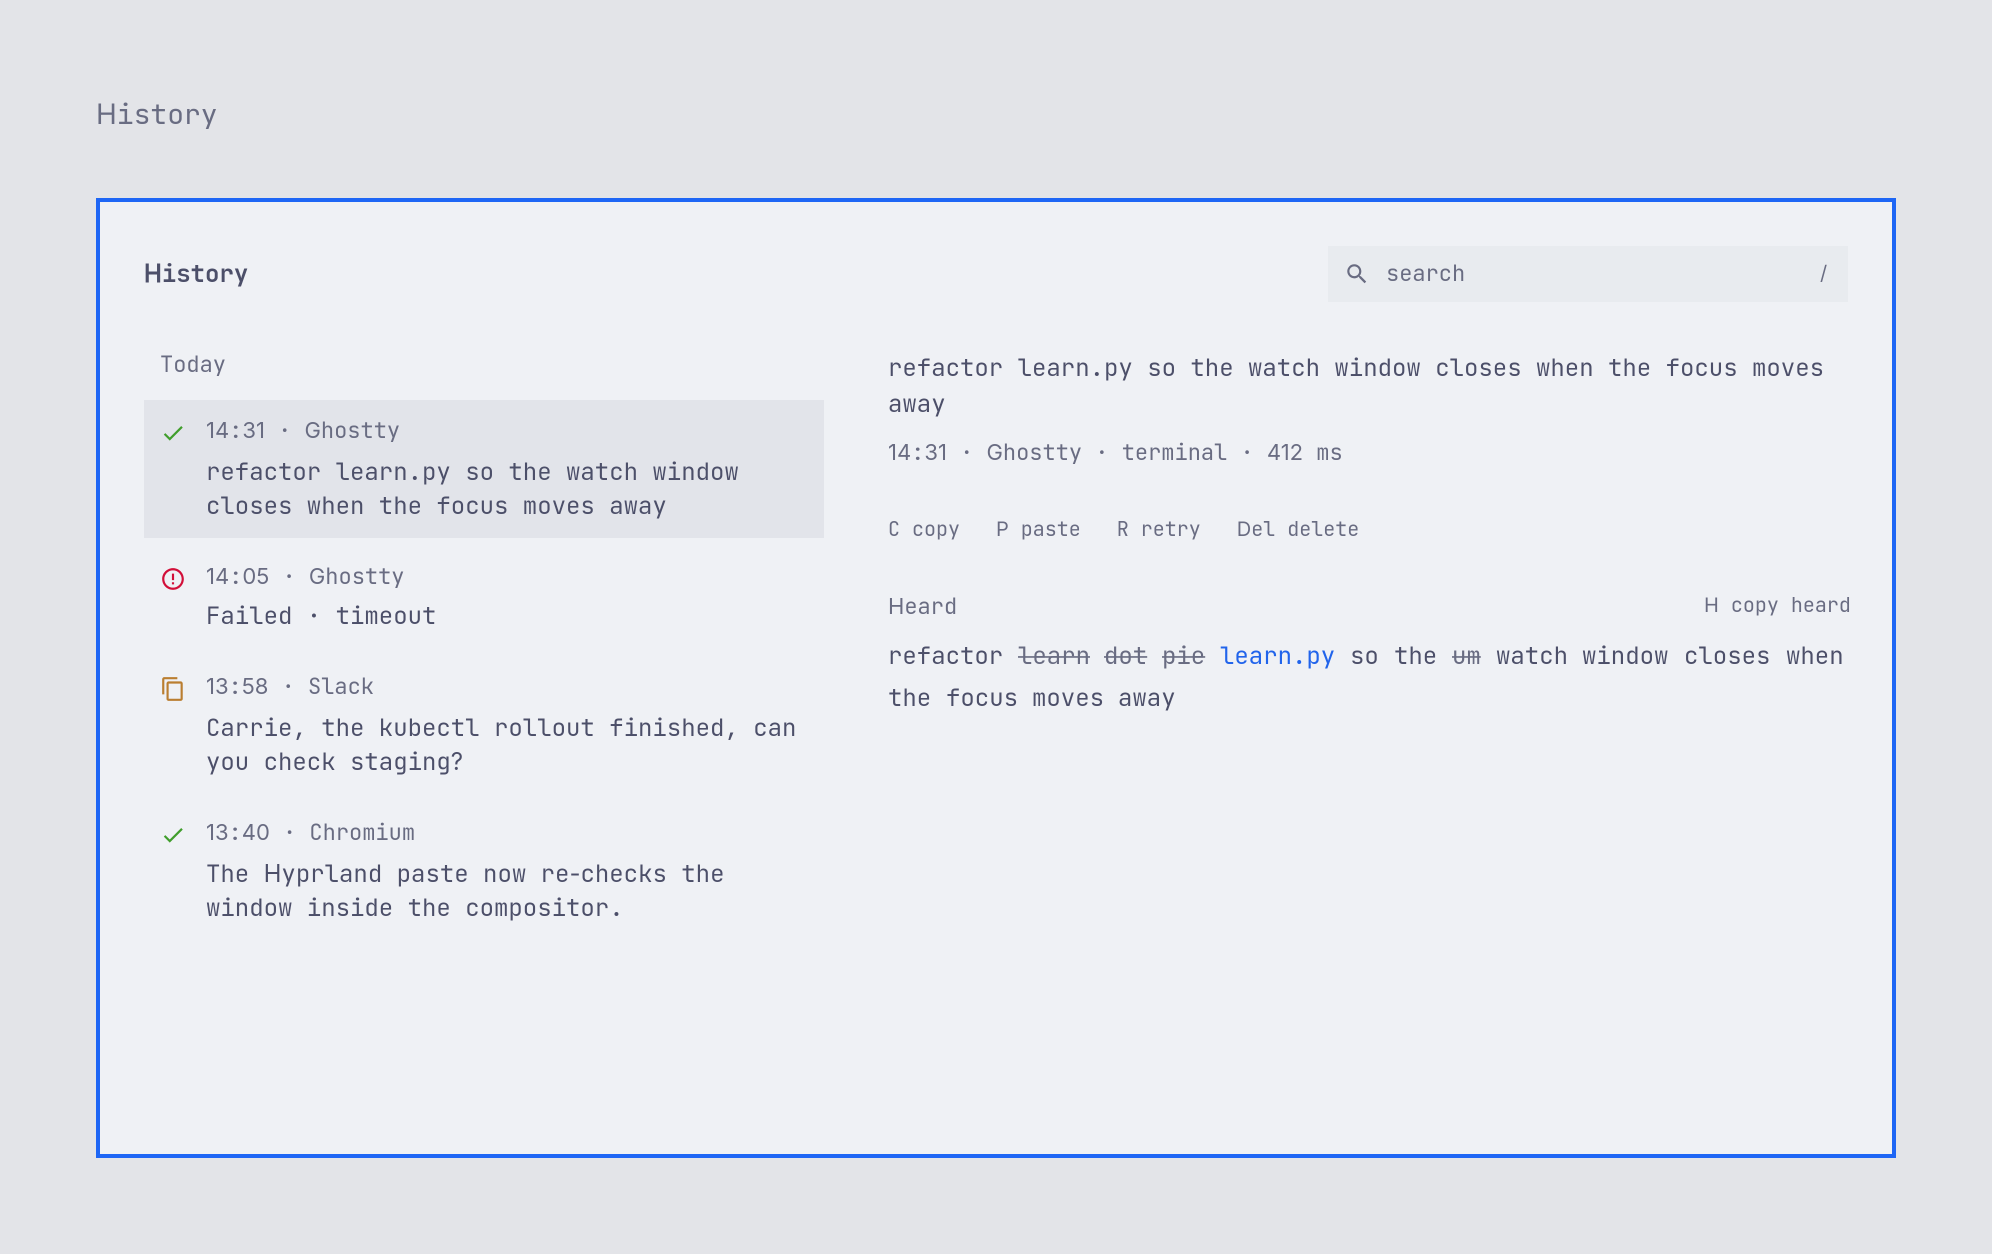 History
History
search /
Today
14:31 · Ghostty
refactor learn.py so the watch window
closes when the focus moves away
14:05 · Ghostty
Failed · timeout
13:58 · Slack
Carrie, the kubectl rollout finished, can
you check staging?
13:40 · Chromium
The Hyprland paste now re-checks the
window inside the compositor.
refactor learn.py so the watch window closes when the focus moves
away
14:31 · Ghostty · terminal · 412 ms
C copy P paste R retry Del delete
Heard H copy heard
refactor learn dot pie learn.py so the um watch window closes when
the focus moves away